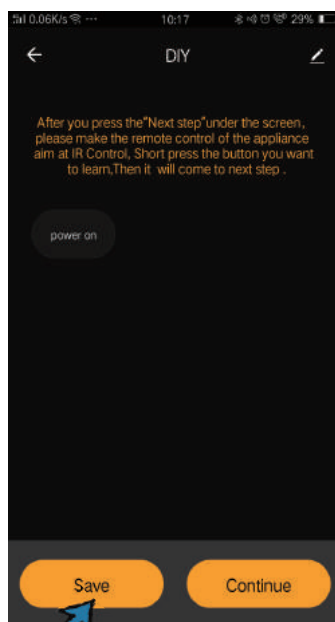 0.06K/s ... 10:17 29%
DIY
After you press the"Next step"under the screen,
please make the remote control of the appliance
aim at IR Control, Short press the button you want
to learn,Then it will come to next step .
power on
Save Continue